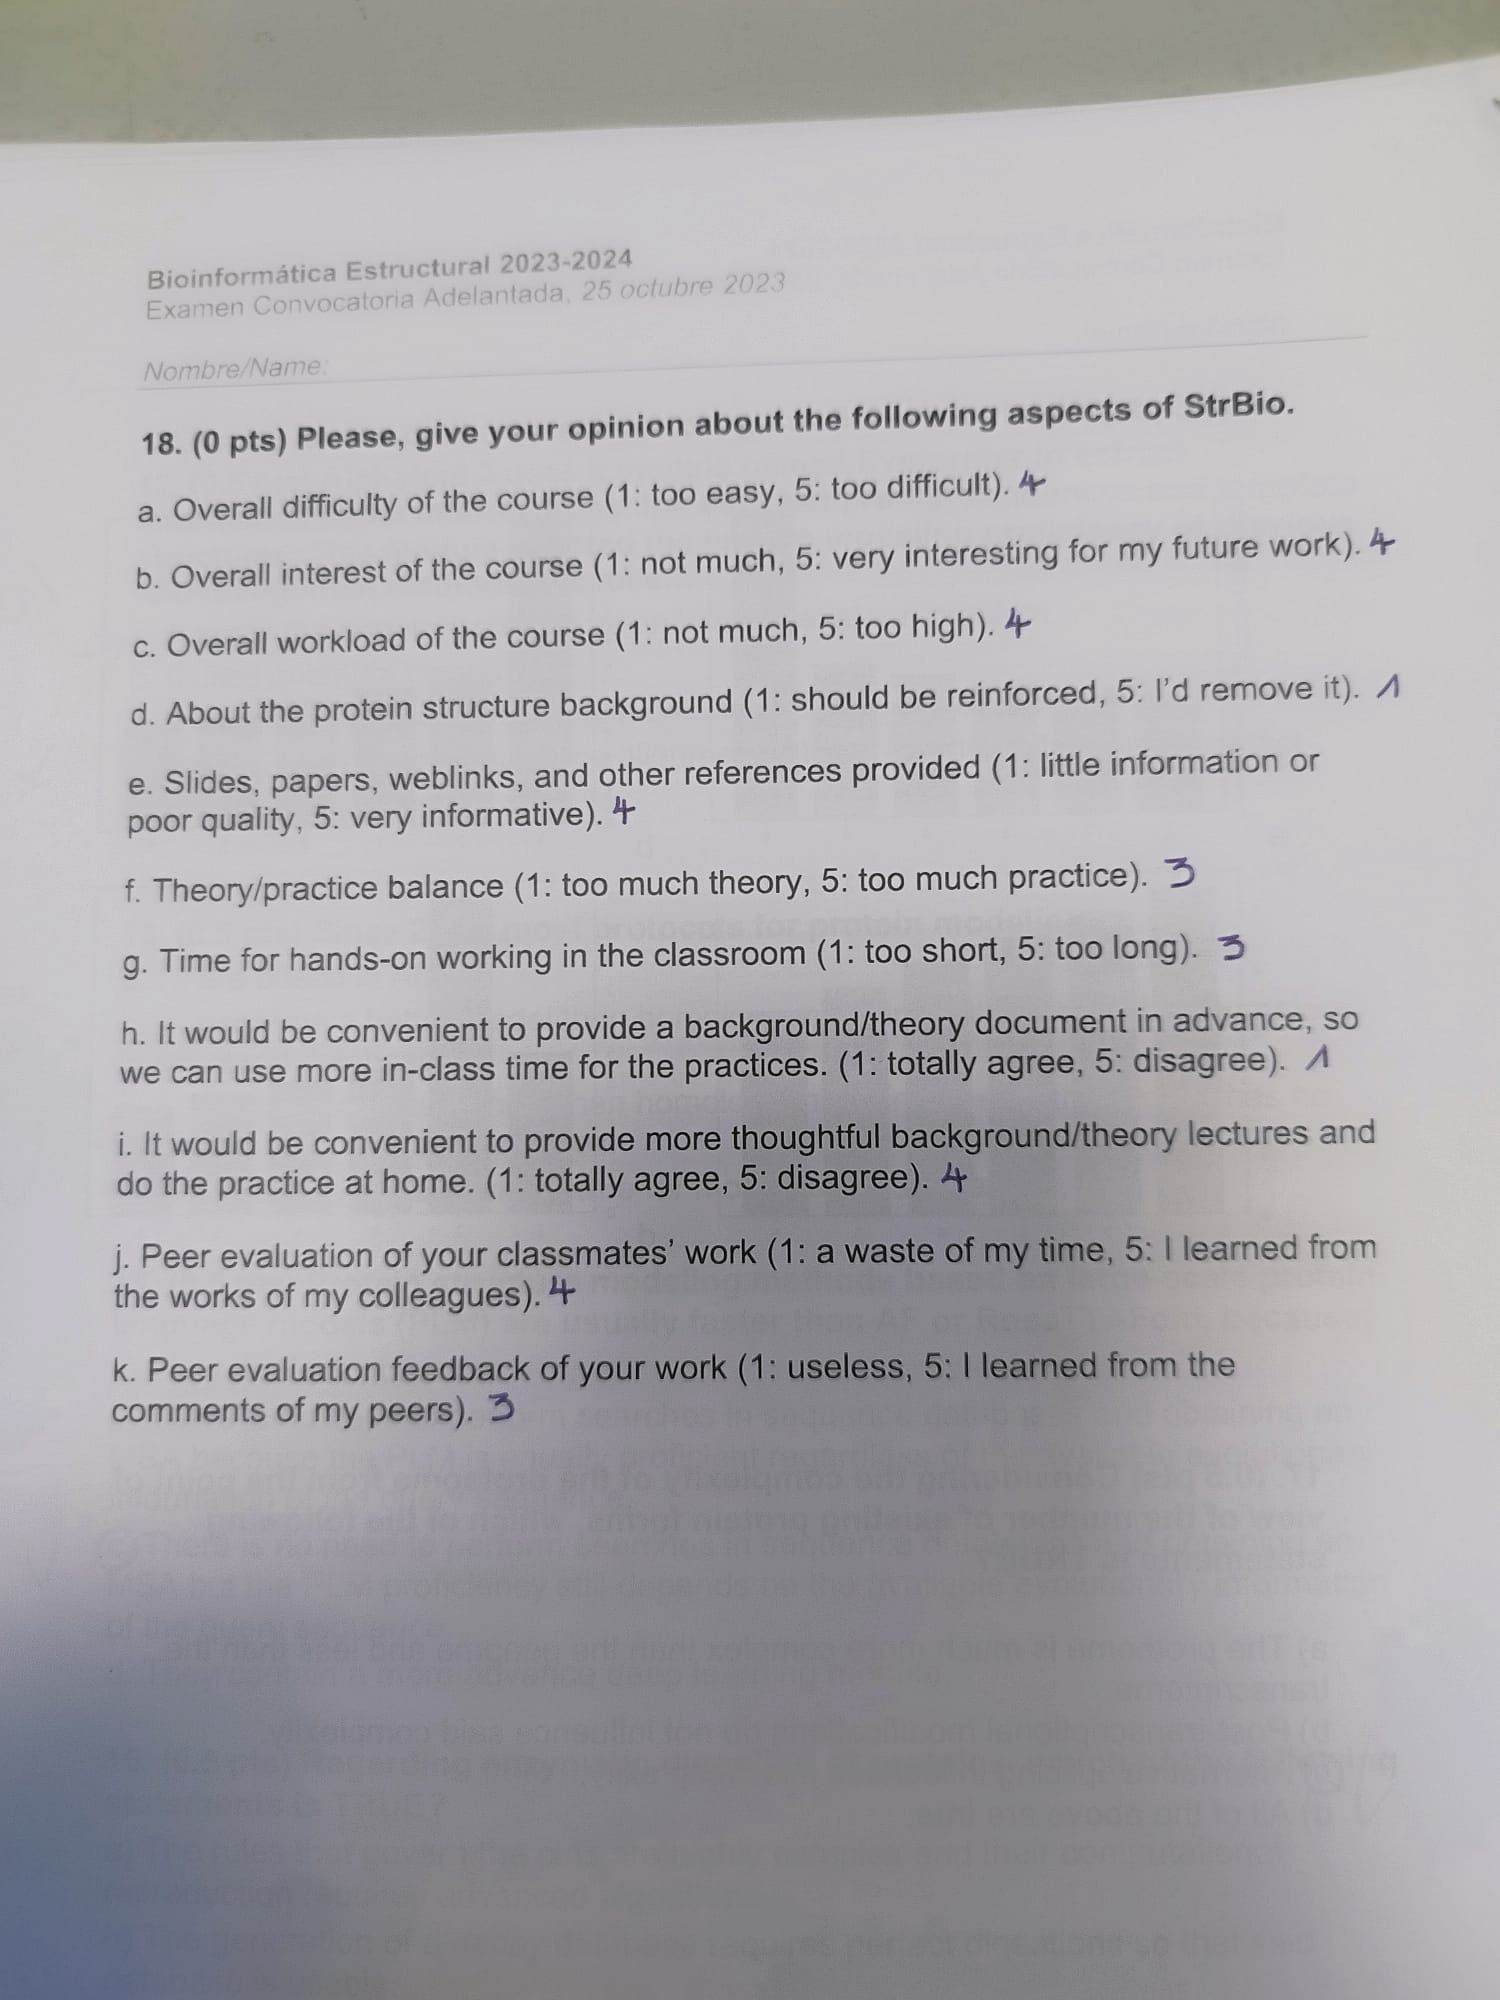 Bioinformática Estructural 2023-2024
Examen Convocatoria Adelantada, 25 octubre 2023
Nombre/Name:
18. (0 pts) Please, give your opinion about the following aspects of StrBio.
a. Overall difficulty of the course (1: too easy, 5: too difficult). 4
b. Overall interest of the course (1: not much, 5: very interesting for my future work). 4
c. Overall workload of the course (1: not much, 5: too high). 4
d. About the protein structure background (1: should be reinforced, 5: I'd remove it). 1
e. Slides, papers, weblinks, and other references provided (1: little information or
poor quality, 5: very informative). 4
f. Theory/practice balance (1: too much theory, 5: too much practice). 3
g. Time for hands-on working in the classroom (1: too short, 5: too long). 3
h. It would be convenient to provide a background/theory document in advance, so
we can use more in-class time for the practices. (1: totally agree, 5: disagree). 1
i. It would be convenient to provide more thoughtful background/theory lectures and
do the practice at home. (1: totally agree, 5: disagree). 4
j. Peer evaluation of your classmates' work (1: a waste of my time, 5: I learned from
the works of my colleagues). 4
k. Peer evaluation feedback of your work (1: useless, 5: I learned from the
comments of my peers). 3